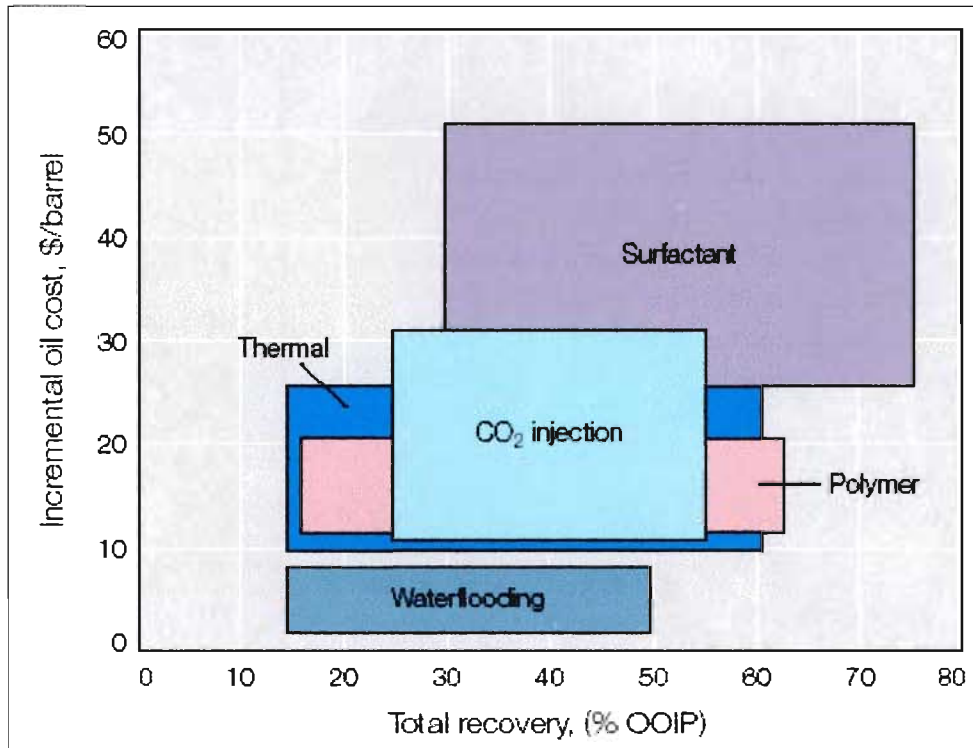 60
50
40
30
20
10
0
Incremental oil cost, $/barrel
Surfactant
Thermal
CO₂ injection
Polymer
Waterflooding
0 10 20 30 40 50 60 70 80
Total recovery, (% OOIP)